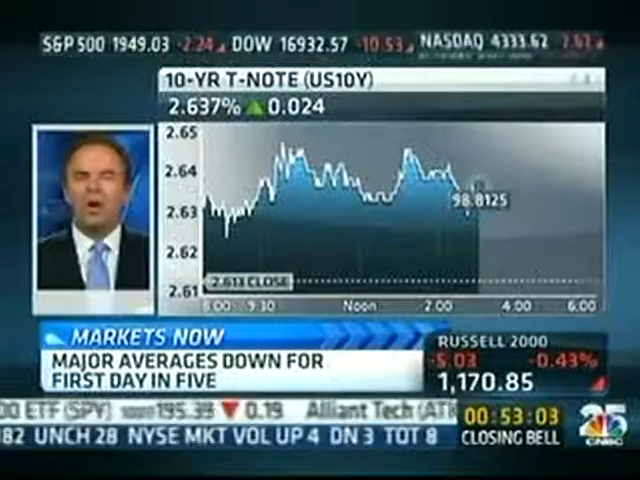 S&P 500 1949.03 -2.24 DOW 16932.57 -10.53 NASDAQ 4333.62
10-YR T-NOTE (US10Y)
2.637% 0.024
2.65
2.64
98.8125
2.63
2.62
2.613 CLOSE
2.61
9:30 Noon 2:00 4:00 6:00
MARKETS NOW
MAJOR AVERAGES DOWN FOR
FIRST DAY IN FIVE
RUSSELL 2000
-5.03 -0.43%
1,170.85
ETF (SPY) 195.39 0.19 Alliant Tech (ATK
00:53:03
CLOSING BELL
25
CNBC
UNCH 28 NYSE MKT VOL UP 4 DN 3 TOT 8